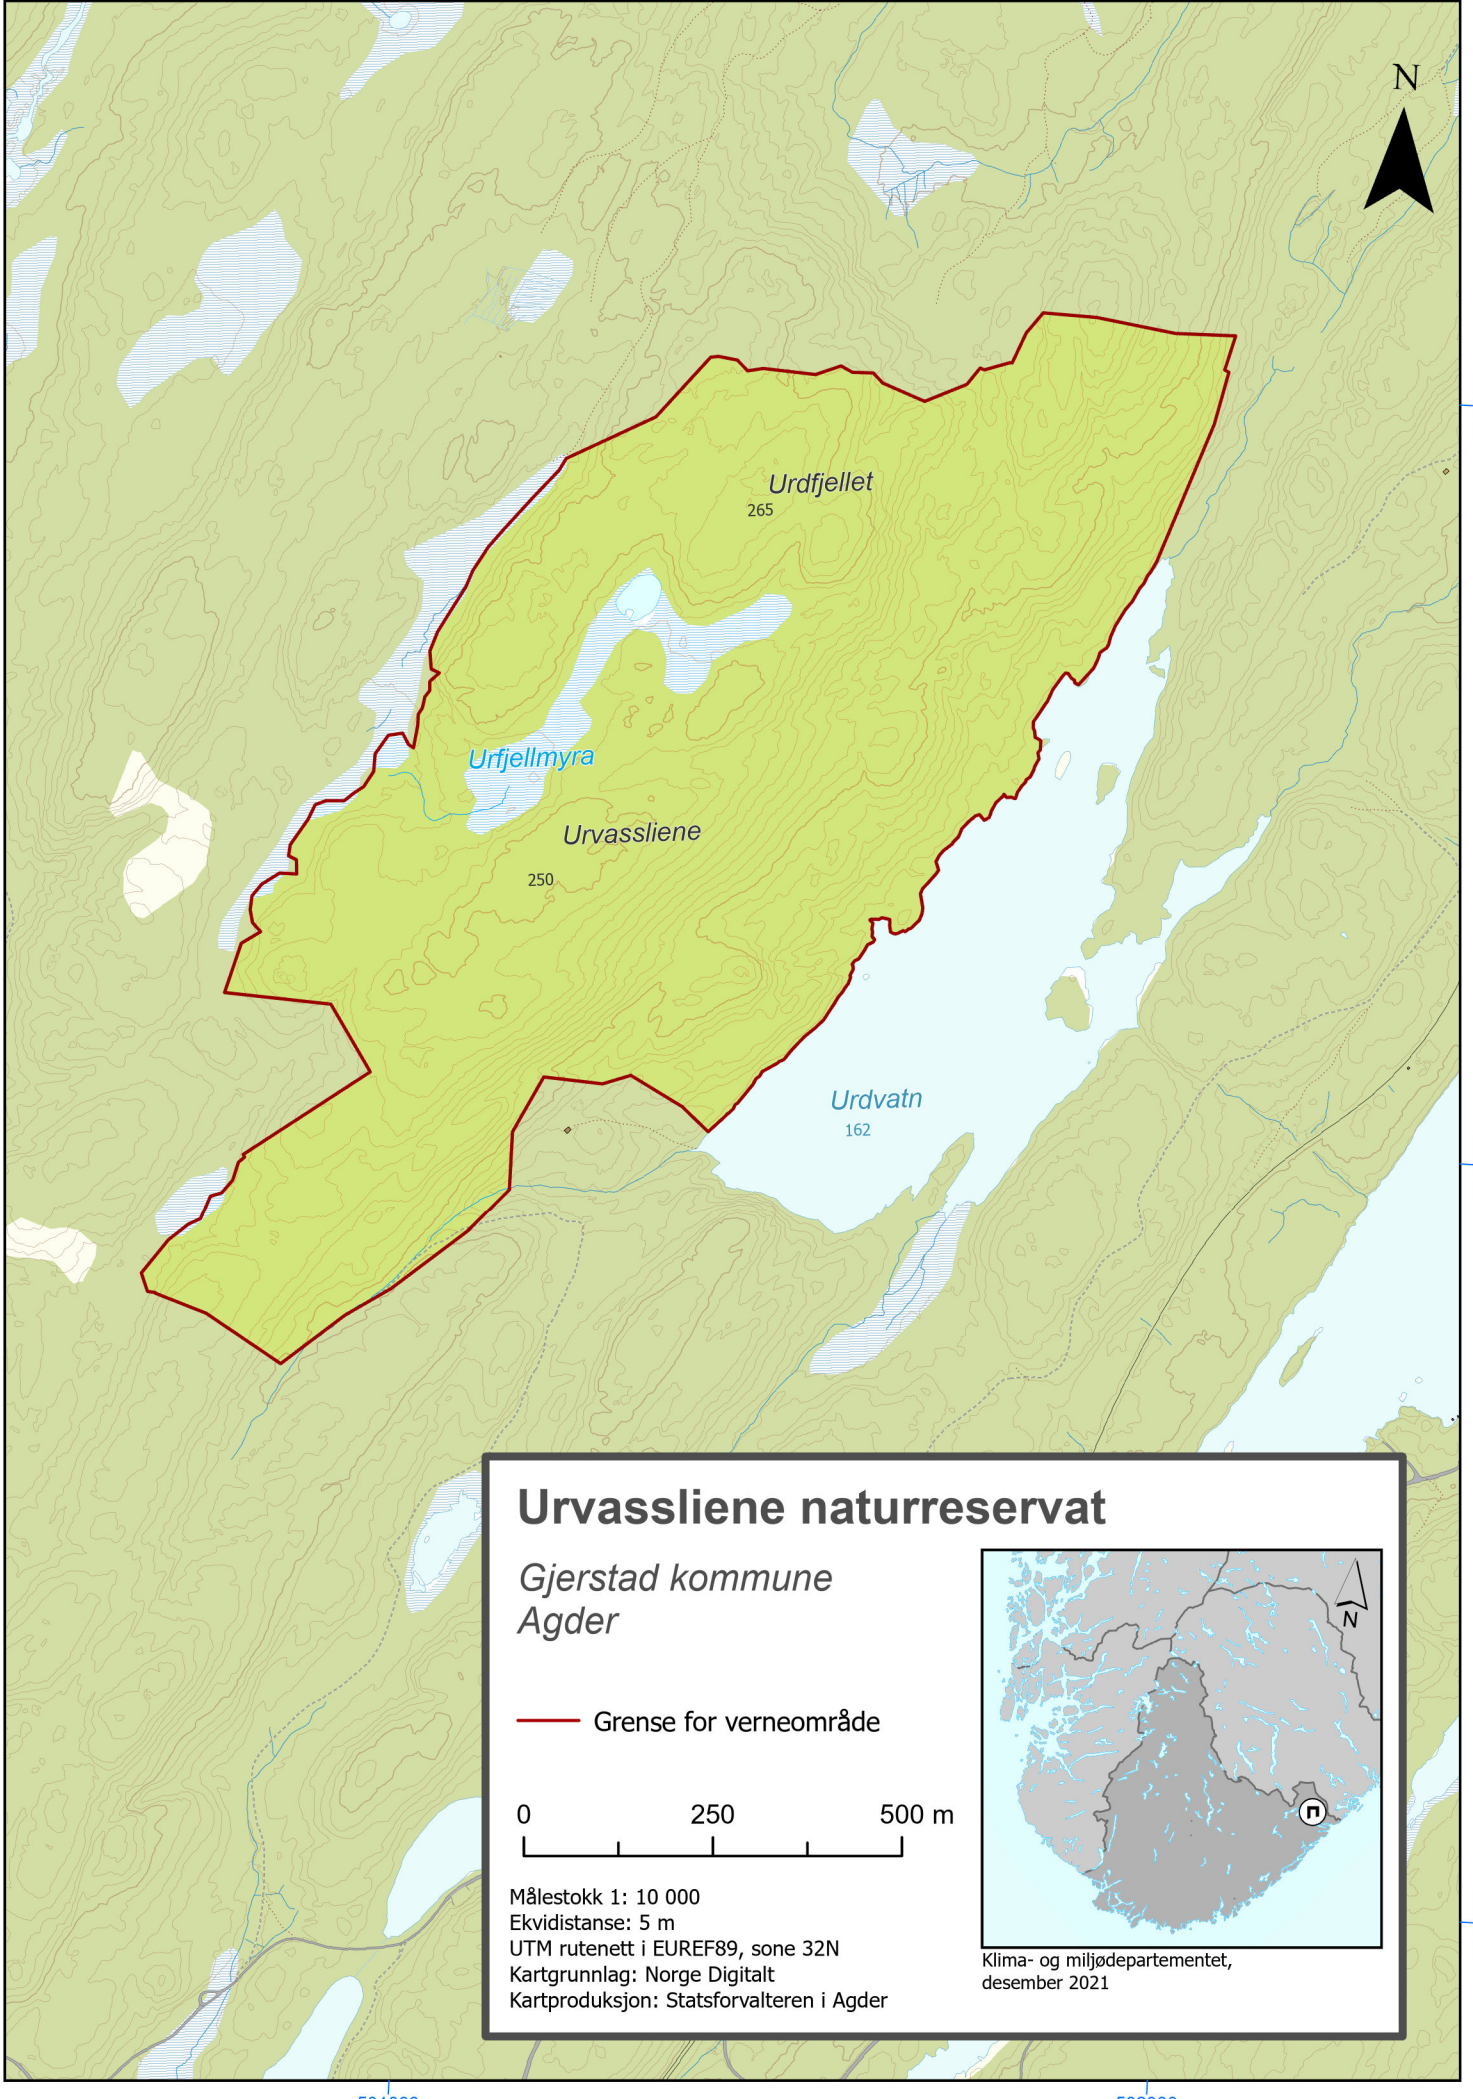 N
Urdfjellet
265
Urfjellmyra
Urvassliene
250
Urdvatn
162
Urvassliene naturreservat
Gjerstad kommune
Agder
Grense for verneområde
0 250 500 m
Målestokk 1: 10 000
Ekvidistanse: 5 m
UTM rutenett i EUREF89, sone 32N
Kartgrunnlag: Norge Digitalt
Kartproduksjon: Statsforvalteren i Agder
N
Klima- og miljødepartementet,
desember 2021